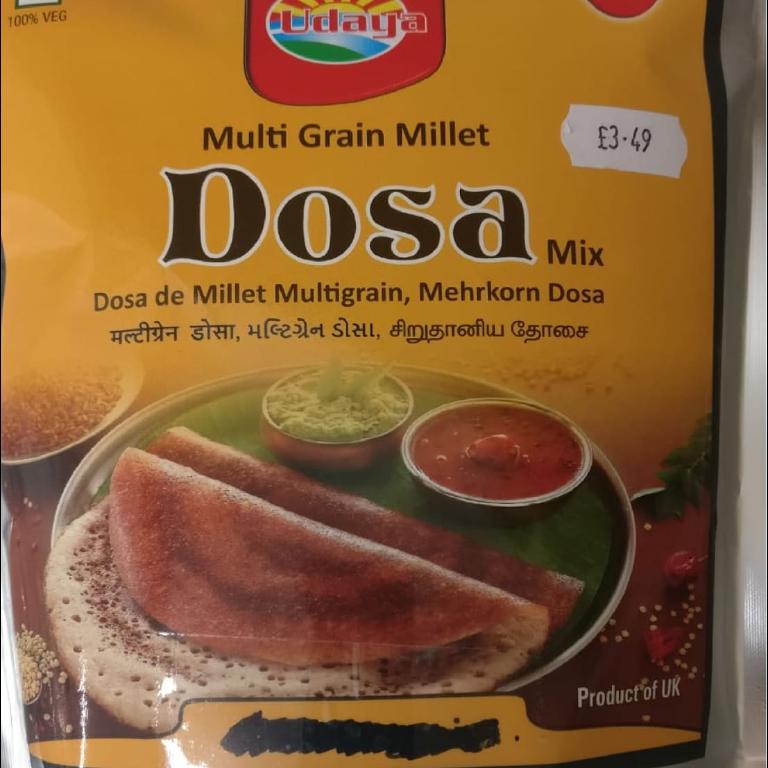 100% VEG
Udaya
Multi Grain Millet
£3.49
Dosa
Mix
Dosa de Millet Multigrain, Mehrkorn Dosa
मल्टीग्रेन डोसा, મલ્ટિગ્રેન ડોસા, சிறுதானிய தோசை
Product of UK